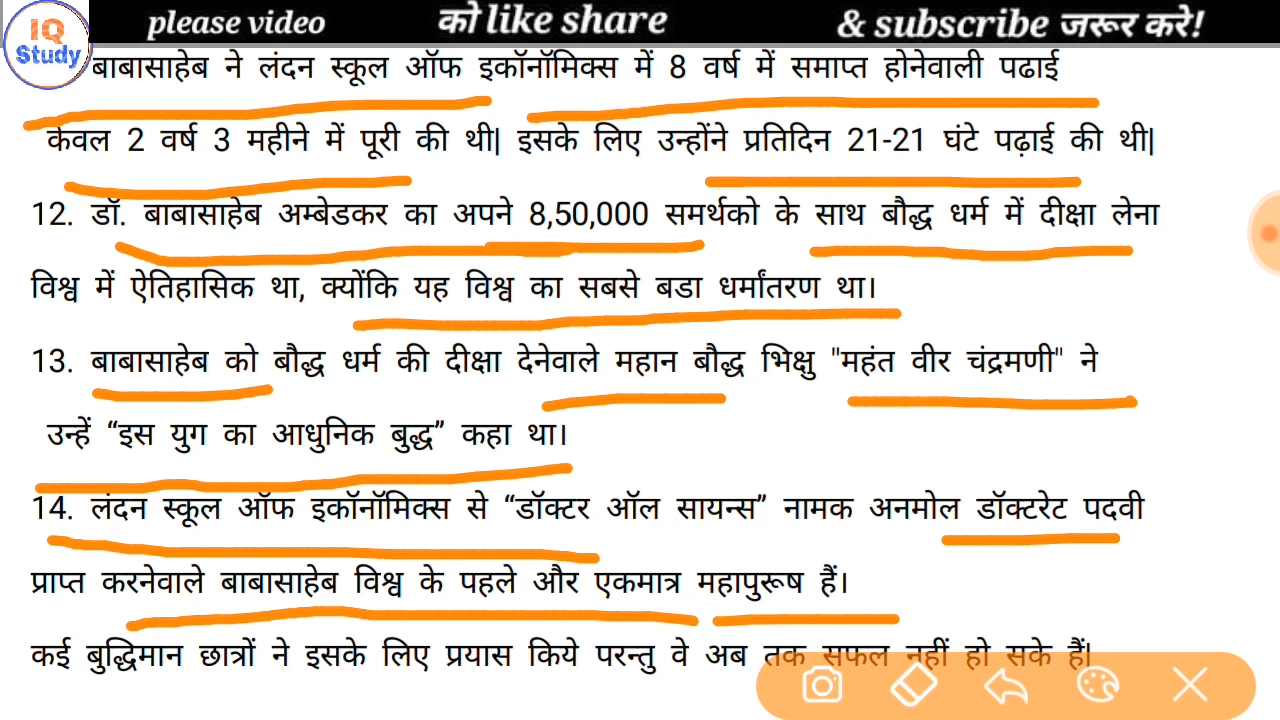 IQ
Study
please video को like share & subscribe जरूर करे!
बाबासाहेब ने लंदन स्कूल ऑफ इकॉनॉमिक्स में 8 वर्ष में समाप्त होनेवाली पढाई
केवल 2 वर्ष 3 महीने में पूरी की थी| इसके लिए उन्होंने प्रतिदिन 21-21 घंटे पढ़ाई की थी|
12. डॉ. बाबासाहेब अम्बेडकर का अपने 8,50,000 समर्थको के साथ बौद्ध धर्म में दीक्षा लेना
विश्व में ऐतिहासिक था, क्योंकि यह विश्व का सबसे बडा धर्मांतरण था।
13. बाबासाहेब को बौद्ध धर्म की दीक्षा देनेवाले महान बौद्ध भिक्षु "महंत वीर चंद्रमणी" ने
उन्हें “इस युग का आधुनिक बुद्ध” कहा था।
14. लंदन स्कूल ऑफ इकॉनॉमिक्स से “डॉक्टर ऑल सायन्स” नामक अनमोल डॉक्टरेट पदवी
प्राप्त करनेवाले बाबासाहेब विश्व के पहले और एकमात्र महापुरूष हैं।
कई बुद्धिमान छात्रों ने इसके लिए प्रयास किये परन्तु वे अब तक सफल नहीं हो सके हैं|